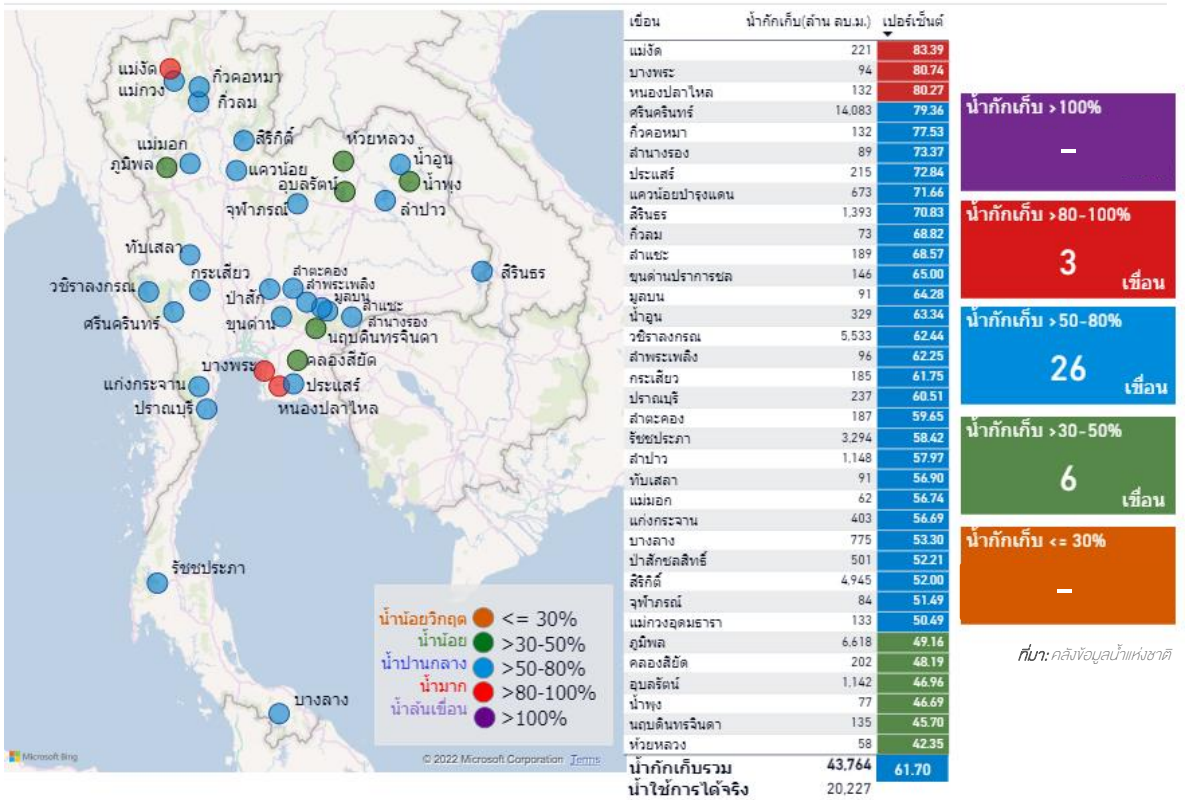 แม่งัด
แม่กวง
กิ่วคอหมา
กิ่วลม
สิริกิติ์
แม่มอก
ภูมิพล
แควน้อย
ห้วยหลวง
น้ำอูน
น้ำพุง
อุบลรัตน์
จุฬาภรณ์
ลำปาว
ทับเสลา
กระเสียว
วชิราลงกรณ
ศรีนครินทร์
ป่าสัก
ลำตะคอง
ลำพระเพลิง
มูลบน
ลำแชะ
ลำนางรอง
ขุนด่าน
นฤบดินทรจินดา
สิรินธร
คลองสียัด
บางพระ
ประแสร์
หนองปลาไหล
แก่งกระจาน
ปราณบุรี
รัชชประภา
บางลาง
น้ำน้อยวิกฤต <= 30%
น้ำน้อย >30-50%
น้ำปานกลาง >50-80%
น้ำมาก >80-100%
น้ำล้นเขื่อน >100%
Microsoft Bing
© 2022 Microsoft Corporation Terms
เขื่อน น้ำกักเก็บ(ล้าน ลบ.ม.) เปอร์เซ็นต์
แม่งัด 221 83.39
บางพระ 94 80.74
หนองปลาไหล 132 80.27
ศรีนครินทร์ 14,083 79.36
กิ่วคอหมา 132 77.53
ลำนางรอง 89 73.37
ประแสร์ 215 72.84
แควน้อยบำรุงแดน 673 71.66
สิรินธร 1,393 70.83
กิ่วลม 73 68.82
ลำแชะ 189 68.57
ขุนด่านปราการชล 146 65.00
มูลบน 91 64.28
น้ำอูน 329 63.34
วชิราลงกรณ 5,533 62.44
ลำพระเพลิง 96 62.25
กระเสียว 185 61.75
ปราณบุรี 237 60.51
ลำตะคอง 187 59.65
รัชชประภา 3,294 58.42
ลำปาว 1,148 57.97
ทับเสลา 91 56.90
แม่มอก 62 56.74
แก่งกระจาน 403 56.69
บางลาง 775 53.30
ป่าสักชลสิทธิ์ 501 52.21
สิริกิติ์ 4,945 52.00
จุฬาภรณ์ 84 51.49
แม่กวงอุดมธารา 133 50.49
ภูมิพล 6,618 49.16
คลองสียัด 202 48.19
อุบลรัตน์ 1,142 46.96
น้ำพุง 77 46.69
นฤบดินทรจินดา 135 45.70
ห้วยหลวง 58 42.35
น้ำกักเก็บรวม 43,764 61.70
น้ำใช้การได้จริง 20,227
น้ำกักเก็บ >100%
-
น้ำกักเก็บ >80-100%
3
เขื่อน
น้ำกักเก็บ >50-80%
26
เขื่อน
น้ำกักเก็บ >30-50%
6
เขื่อน
น้ำกักเก็บ <= 30%
-
ที่มา: คลังข้อมูลน้ำแห่งชาติ